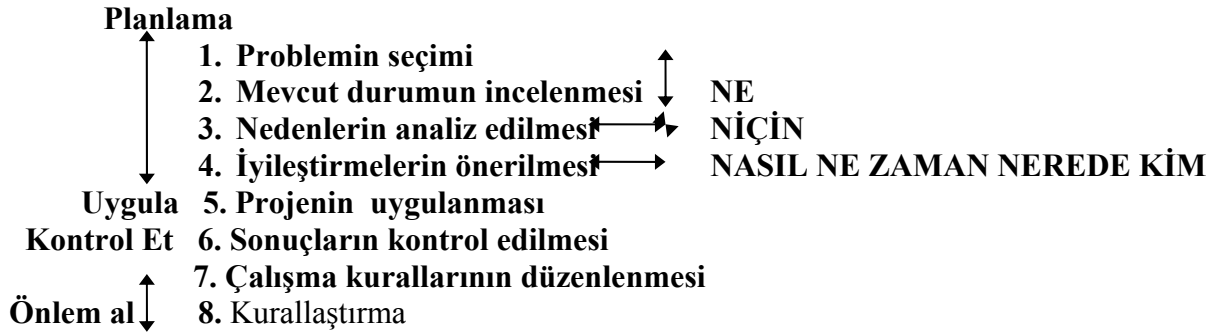 Planlama
1. Problemin seçimi
2. Mevcut durumun incelenmesi NE
3. Nedenlerin analiz edilmesi NİÇİN
4. İyileştirmelerin önerilmesi NASIL NE ZAMAN NEREDE KİM
Uygula 5. Projenin uygulanması
Kontrol Et 6. Sonuçların kontrol edilmesi
7. Çalışma kurallarının düzenlenmesi
Önlem al 8. Kurallaştırma